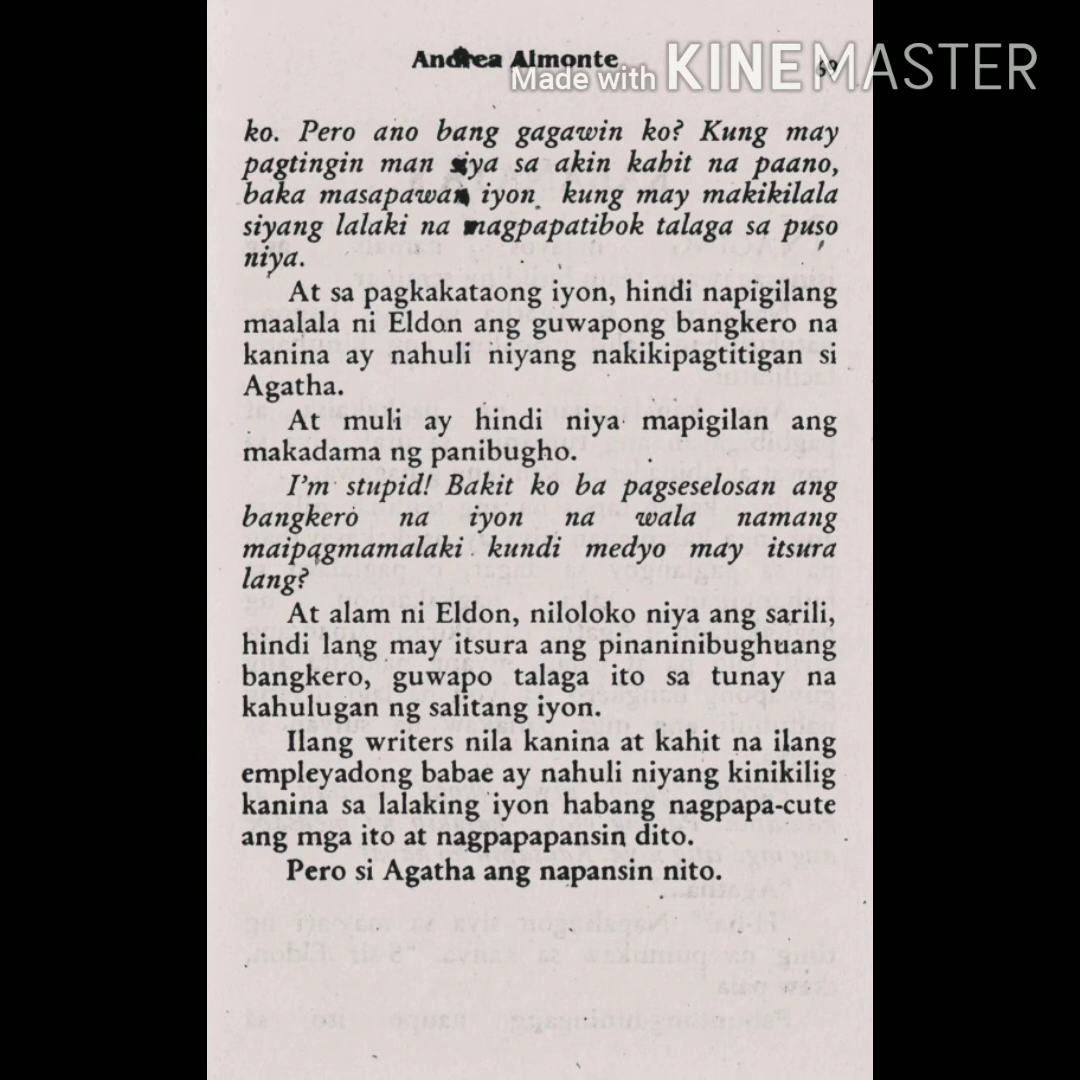 Andrea Almonte
Made with KINEMASTER
ko. Pero ano bang gagawin ko? Kung may
pagtingin man siya sa akin kahit na paano,
baka masapawan iyon kung may makikilala
siyang lalaki na magpapatibok talaga sa puso
niya.
At sa pagkakataong iyon, hindi napigilang
maalala ni Eldon ang guwapong bangkero na
kanina ay nahuli niyang nakikipagtitigan si
Agatha.
At muli ay hindi niya mapigilan ang
makadama ng panibugho.
I'm stupid! Bakit ko ba pagseselosan ang
bangkero na iyon na wala namang
maipagmamalaki kundi medyo may itsura
lang?
At alam ni Eldon, niloloko niya ang sarili,
hindi lang may itsura ang pinaninibughuang
bangkero, guwapo talaga ito sa tunay na
kahulugan ng salitang iyon.
Ilang writers nila kanina at kahit na ilang
empleyadong babae ay nahuli niyang kinikilig
kanina sa lalaking iyon habang nagpapa-cute
ang mga ito at nagpapapansin dito.
Pero si Agatha ang napansin nito.